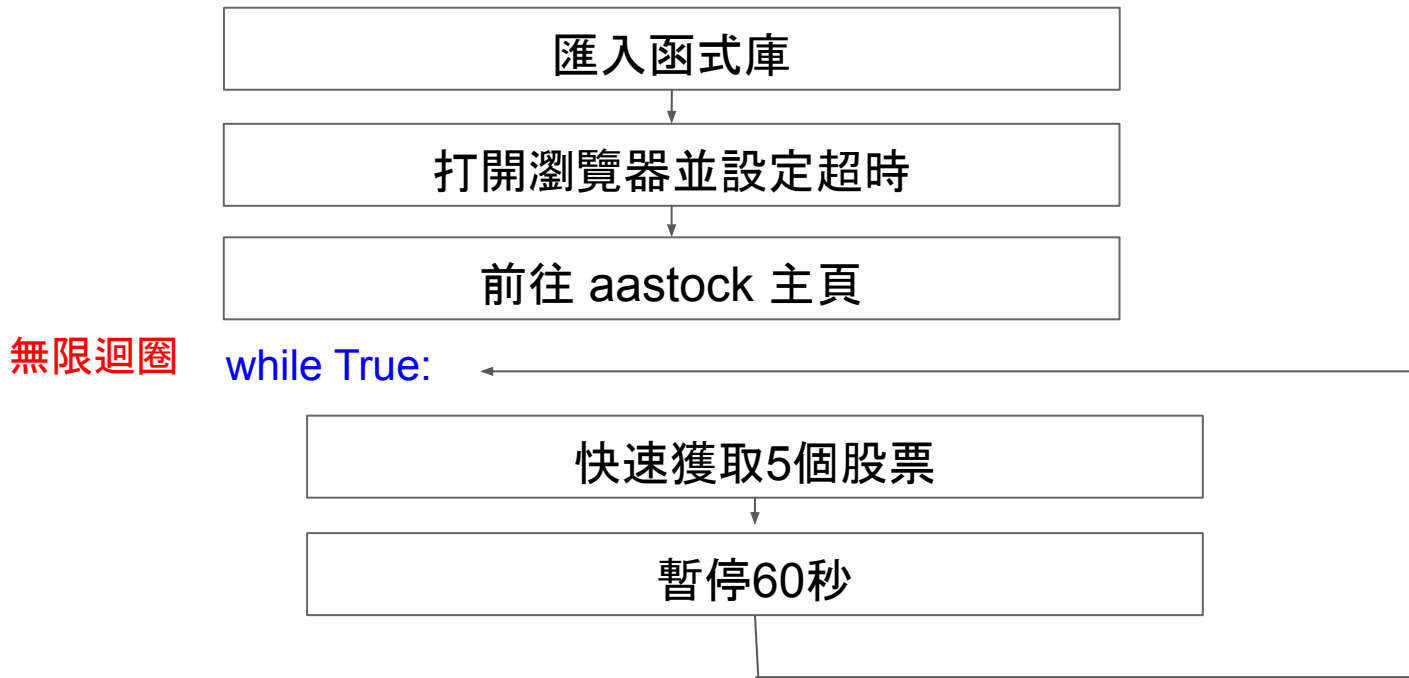 匯入函式庫
打開瀏覽器並設定超時
前往 aastock 主頁
無限迴圈 while True:
快速獲取5個股票
暫停60秒